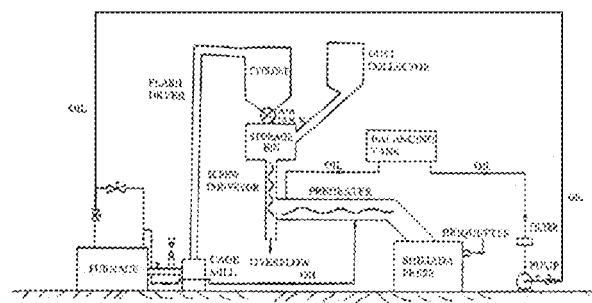 CYCLONE
DUST
COLLECTOR
FLASH
DRYER
OIL
STORAGE
BIN
BALANCING
TANK
SCREW
CONVEYOR
OIL
OIL
PREHEATER
OIL
BRIQUETTES
FILTER
OVERFLOW
FURNACE
CAGE
MILL
OIL
PRESS
PUMP